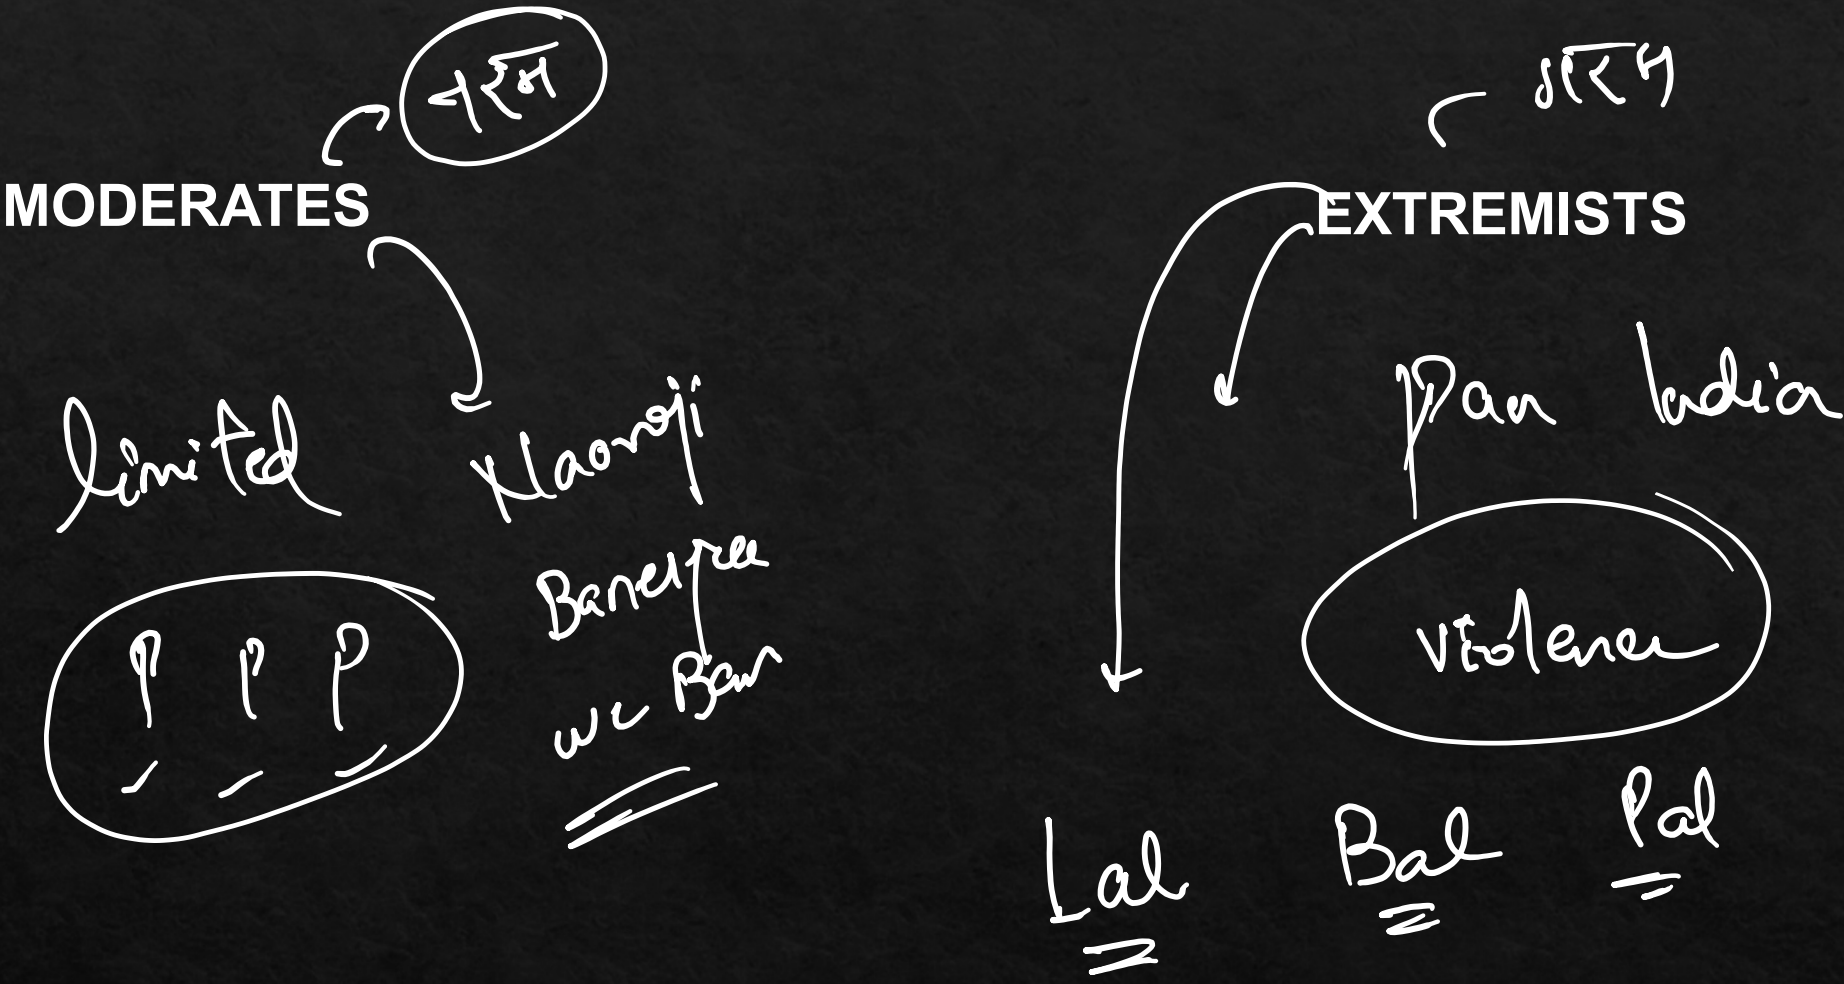 नरम
MODERATES
limited
Naoroji
Banerjee
P P P
WC Ban
गरम
EXTREMISTS
Pan India
violence
Lal Bal Pal